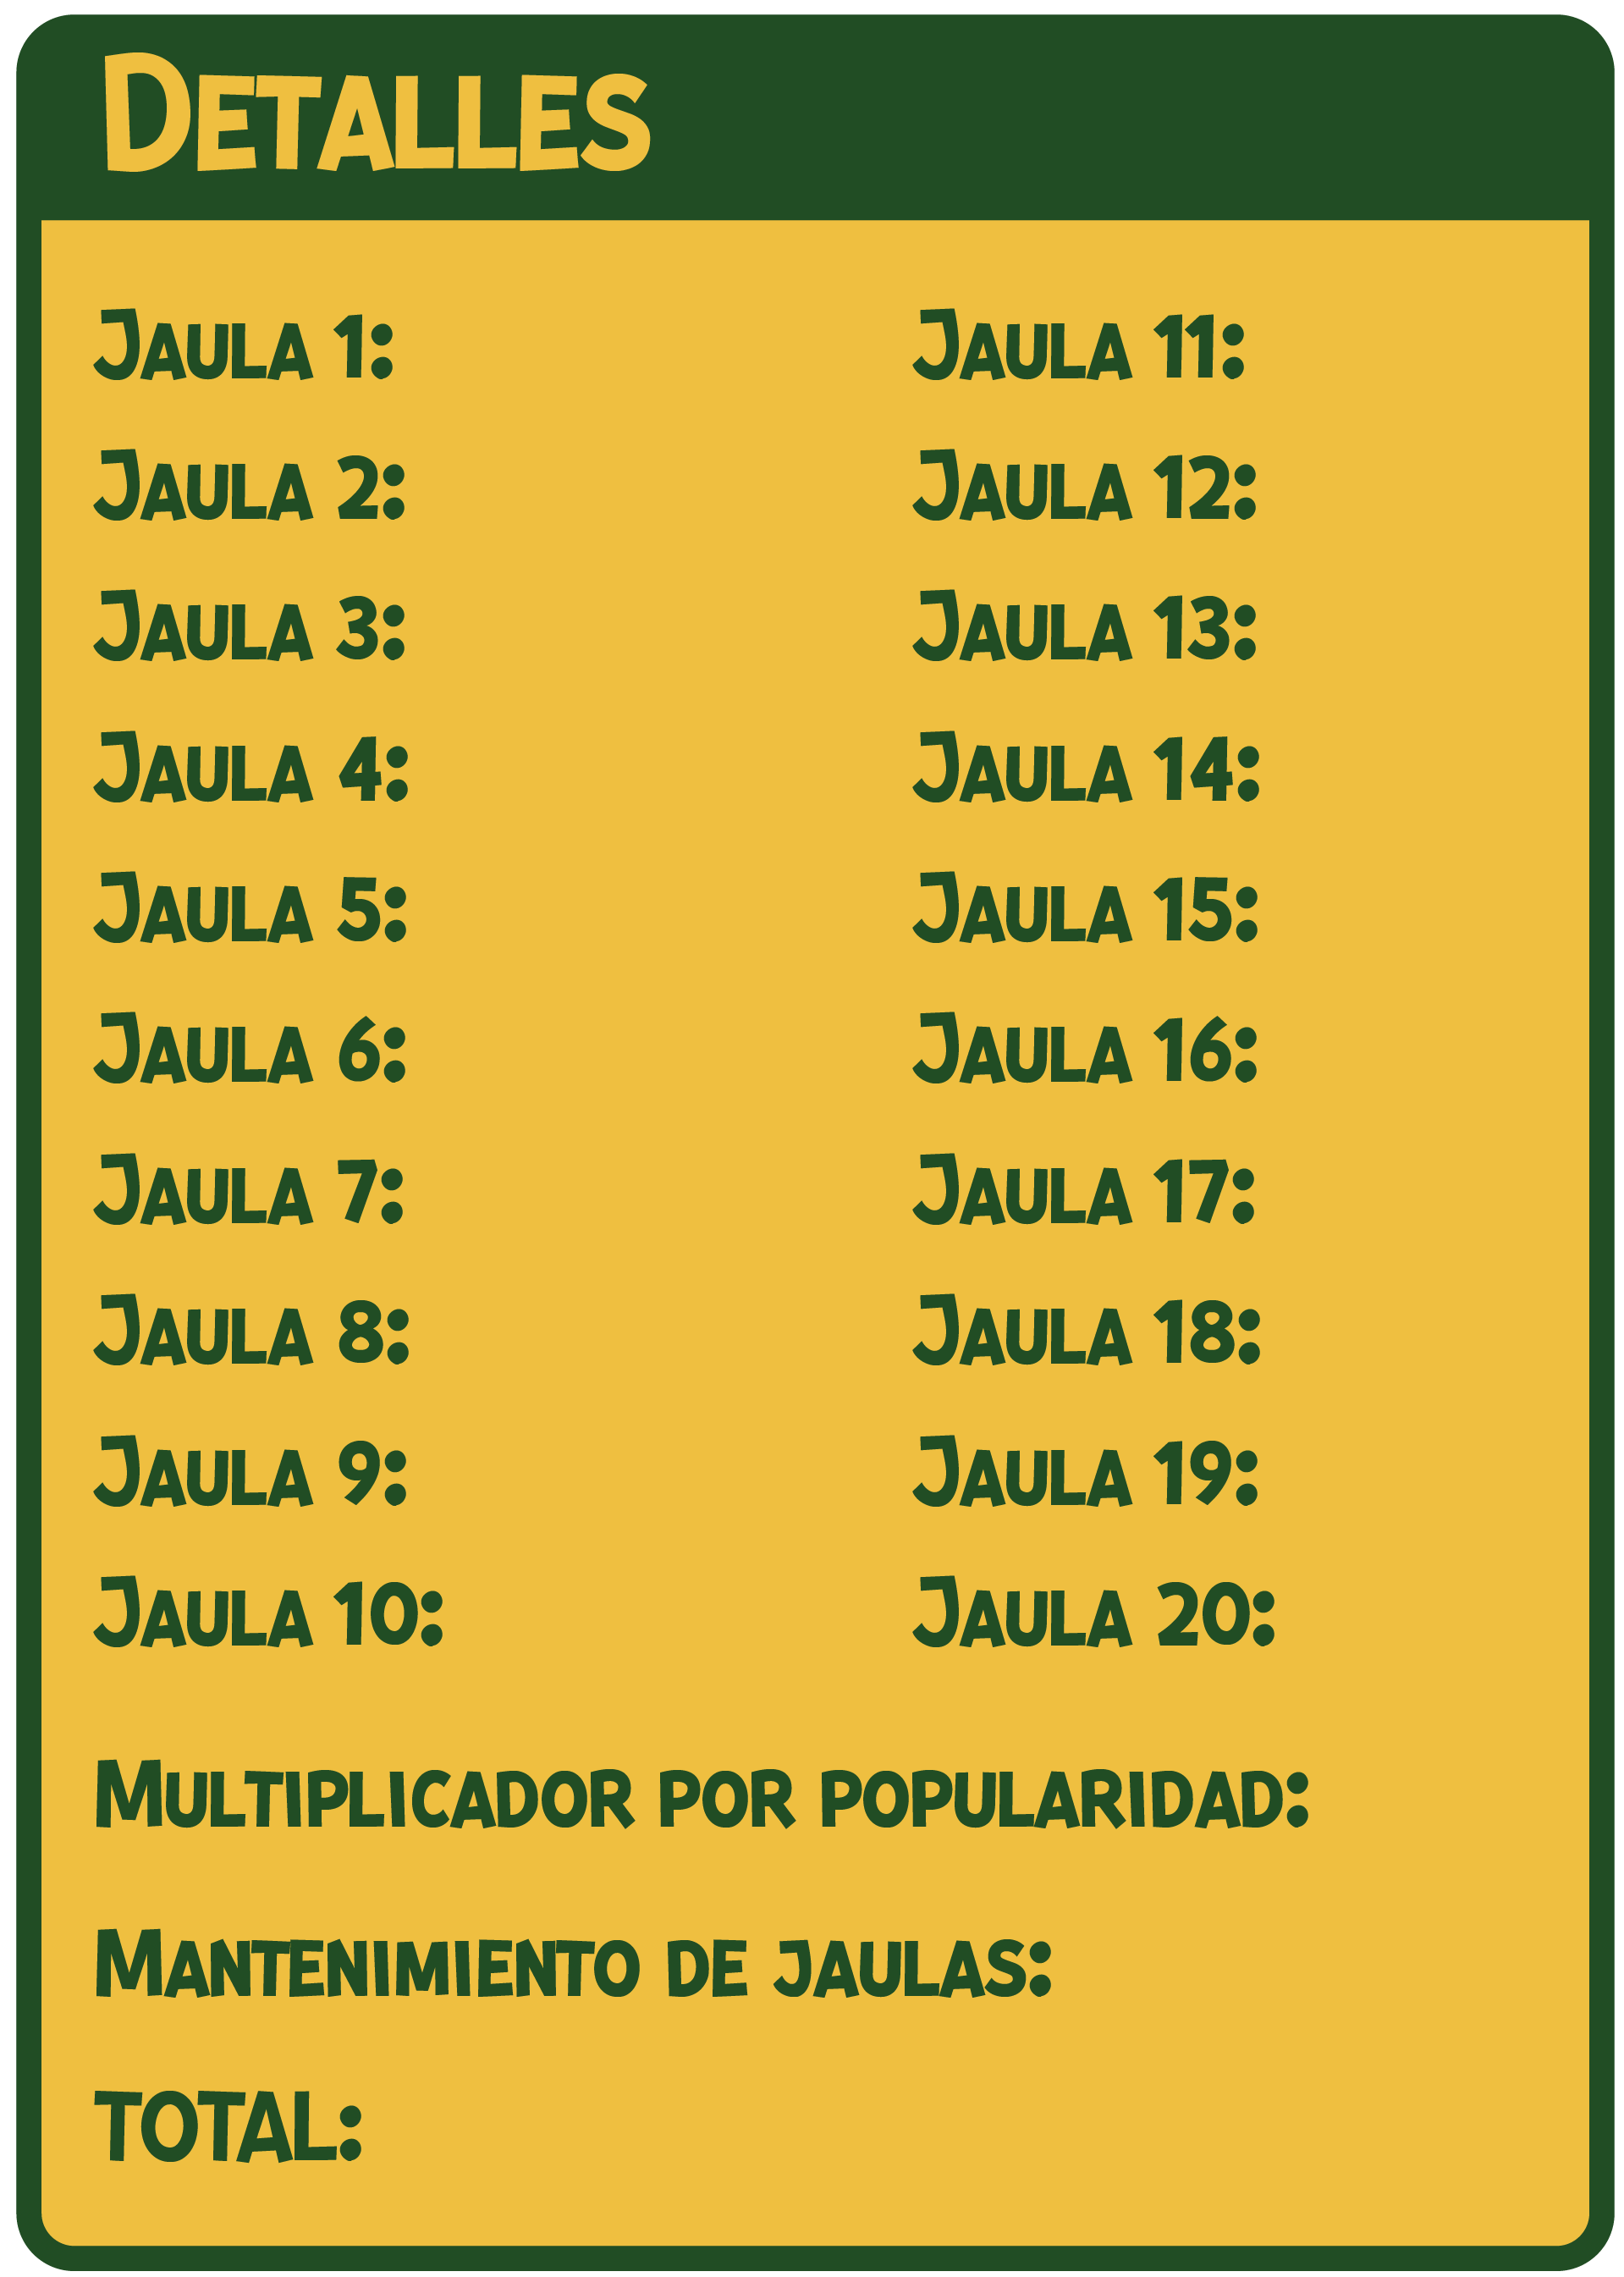 Detalles
Jaula 1:
Jaula 2:
Jaula 3:
Jaula 4:
Jaula 5:
Jaula 6:
Jaula 7:
Jaula 8:
Jaula 9:
Jaula 10:
Jaula 11:
Jaula 12:
Jaula 13:
Jaula 14:
Jaula 15:
Jaula 16:
Jaula 17:
Jaula 18:
Jaula 19:
Jaula 20:
Multiplicador por popularidad:
Mantenimiento de jaulas:
TOTAL: